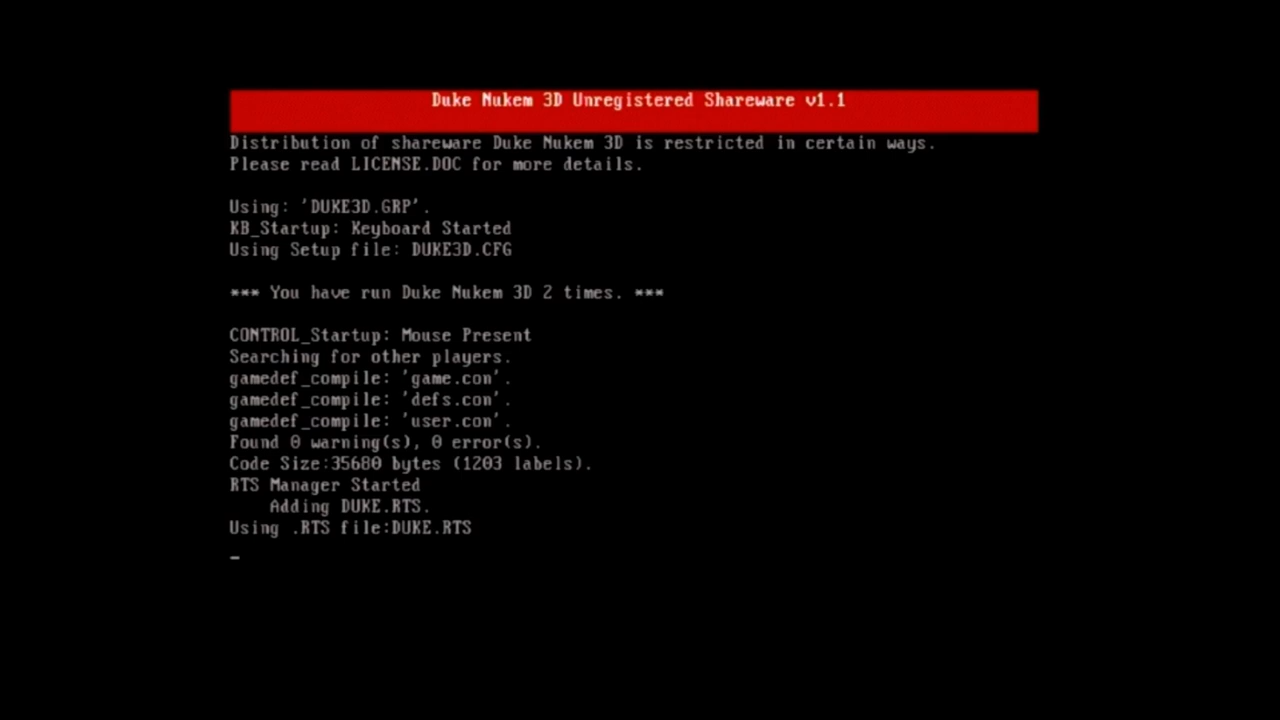 Duke Nukem 3D Unregistered Shareware v1.1
Distribution of shareware Duke Nukem 3D is restricted in certain ways.
Please read LICENSE.DOC for more details.
Using: 'DUKE3D.GRP'.
KB_Startup: Keyboard Started
Using Setup file: DUKE3D.CFG
*** You have run Duke Nukem 3D 2 times. ***
CONTROL_Startup: Mouse Present
Searching for other players.
gamedef_compile: 'game.con'.
gamedef_compile: 'defs.con'.
gamedef_compile: 'user.con'.
Found 0 warning(s), 0 error(s).
Code Size:35680 bytes (1203 labels).
RTS Manager Started
    Adding DUKE.RTS.
Using .RTS file:DUKE.RTS
_